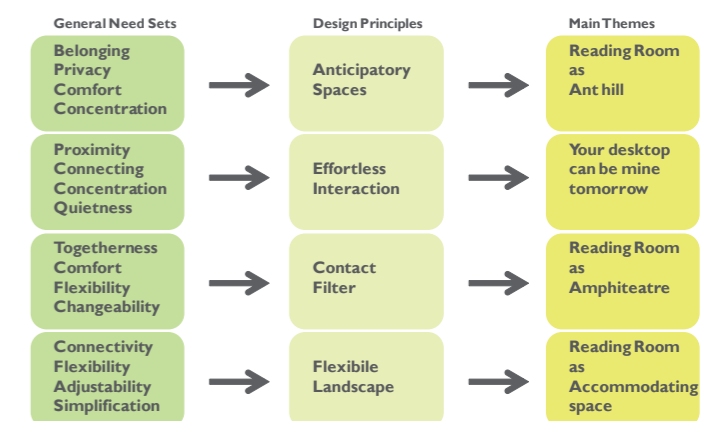 General Need Sets
Design Principles
Main Themes
Belonging
Privacy
Comfort
Concentration
Anticipatory
Spaces
Reading Room
as
Ant hill
Proximity
Connecting
Concentration
Quietness
Effortless
Interaction
Your desktop
can be mine
tomorrow
Togetherness
Comfort
Flexibility
Changeability
Contact
Filter
Reading Room
as
Amphiteatre
Connectivity
Flexibility
Adjustability
Simplification
Flexibile
Landscape
Reading Room
as
Accommodating
space